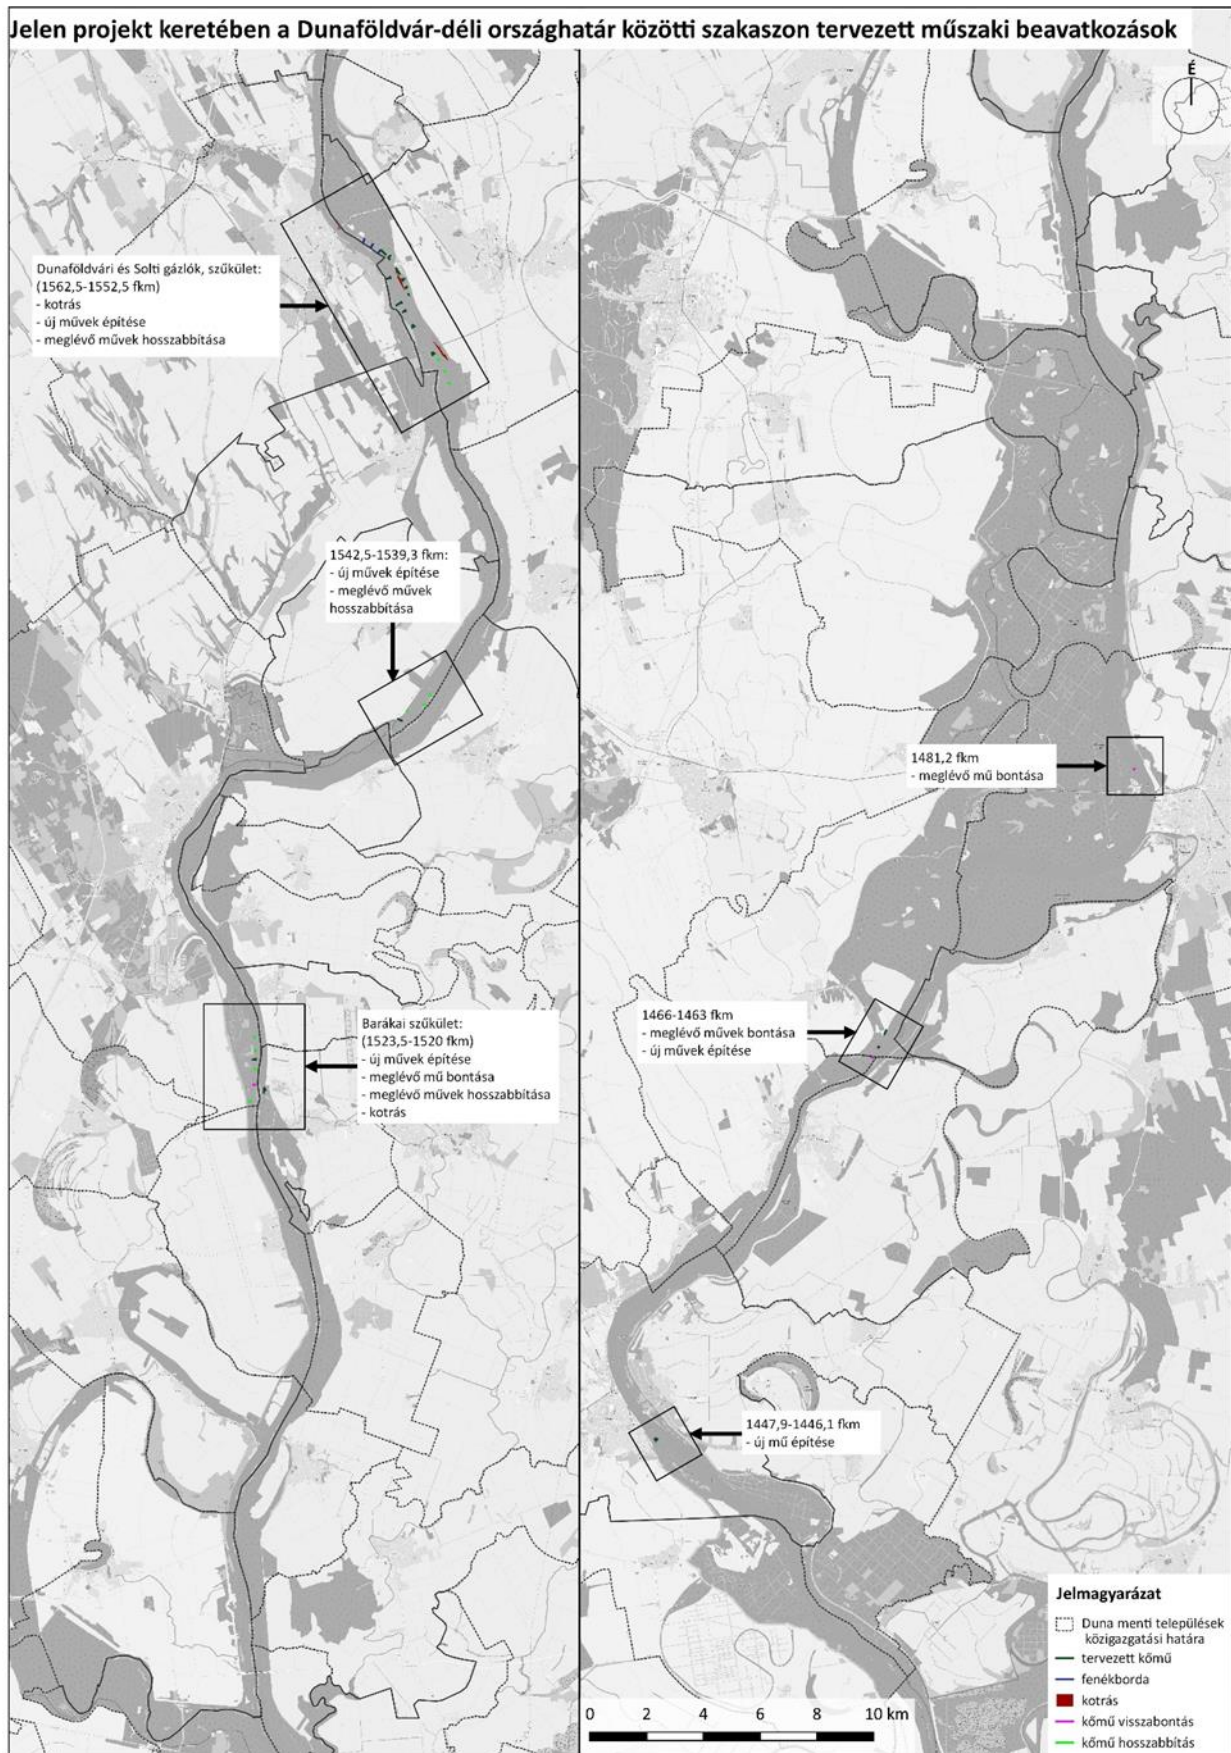 Jelen projekt keretében a Dunaföldvár-déli országhatár közötti szakaszon tervezett műszaki beavatkozások
É
Dunaföldvári és Solti gázlók, szűkület:
(1562,5-1552,5 fkm)
- kotrás
- új művek építése
- meglévő művek hosszabbítása
1542,5-1539,3 fkm:
- új művek építése
- meglévő művek
hosszabbítása
Barákai szűkület:
(1523,5-1520 fkm)
- új művek építése
- meglévő mű bontása
- meglévő művek hosszabbítása
- kotrás
1481,2 fkm
- meglévő mű bontása
1466-1463 fkm
- meglévő művek bontása
- új művek építése
1447,9-1446,1 fkm
- új mű építése
Jelmagyarázat
Duna menti települések
közigazgatási határa
tervezett kőmű
fenékborda
kotrás
kőmű visszabontás
kőmű hosszabbítás
0 2 4 6 8 10 km